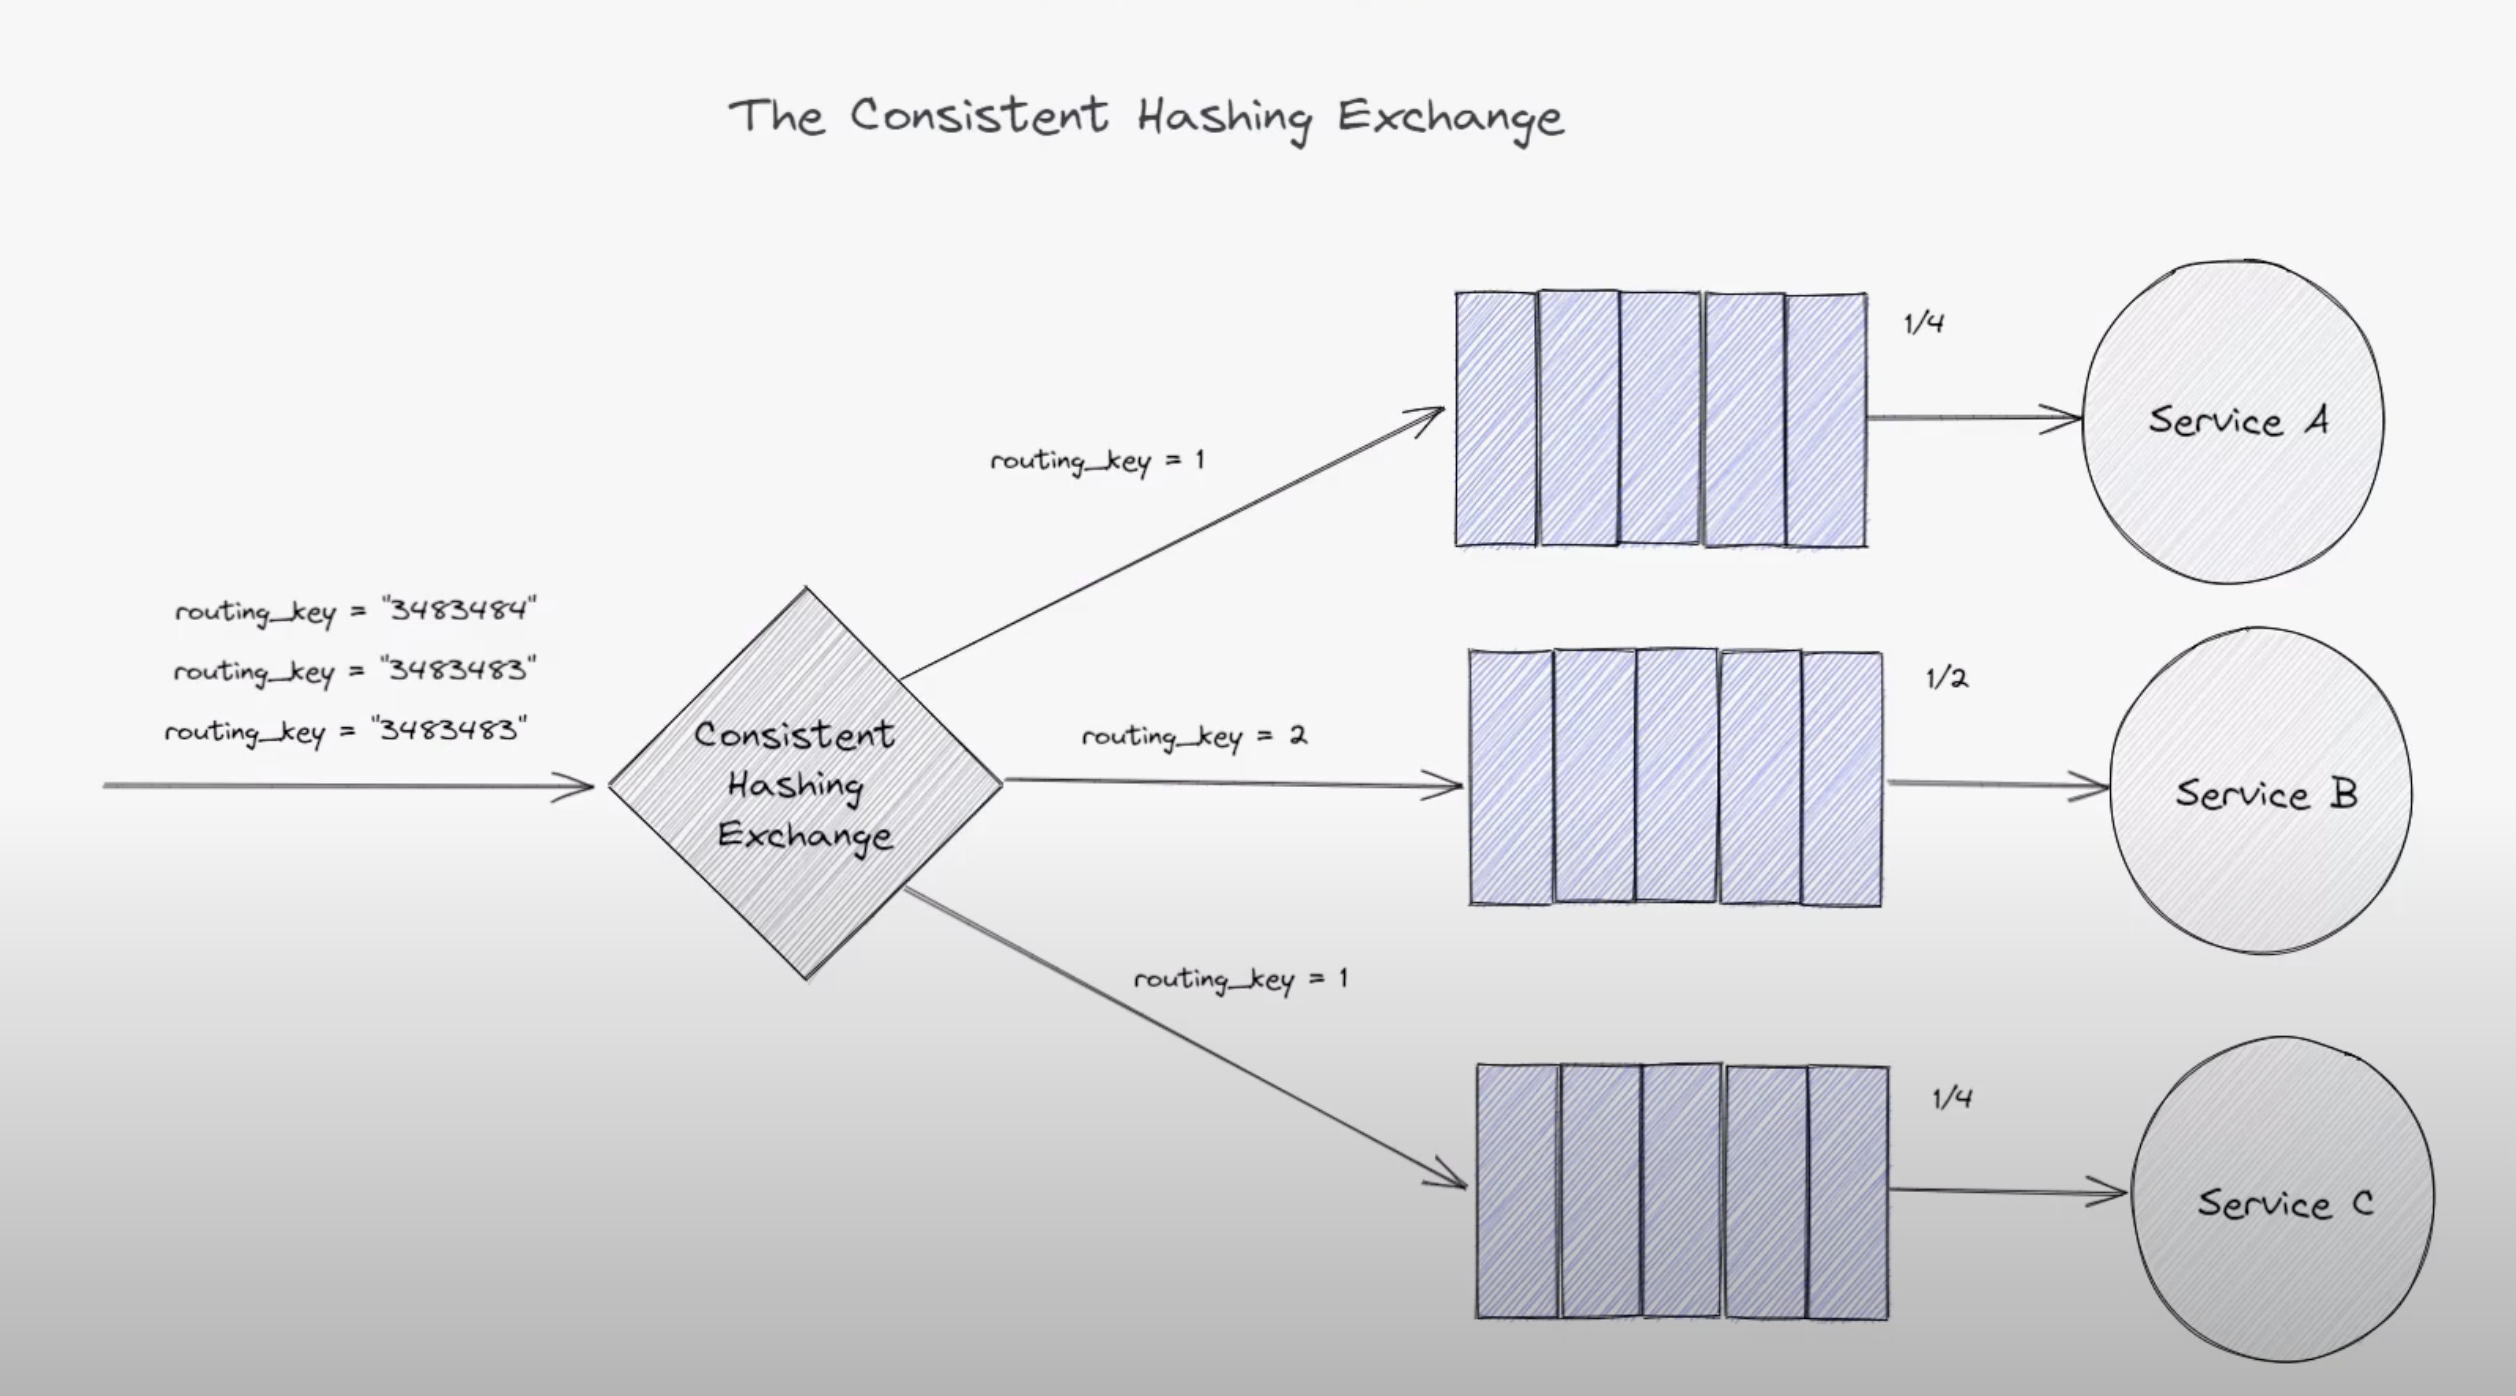 The Consistent Hashing Exchange
1/4
Service A
routing_key = 1
routing_key = "3483484"
routing_key = "3483483"
routing_key = "3483483"
Consistent
Hashing
Exchange
routing_key = 2
1/2
Service B
routing_key = 1
1/4
Service C